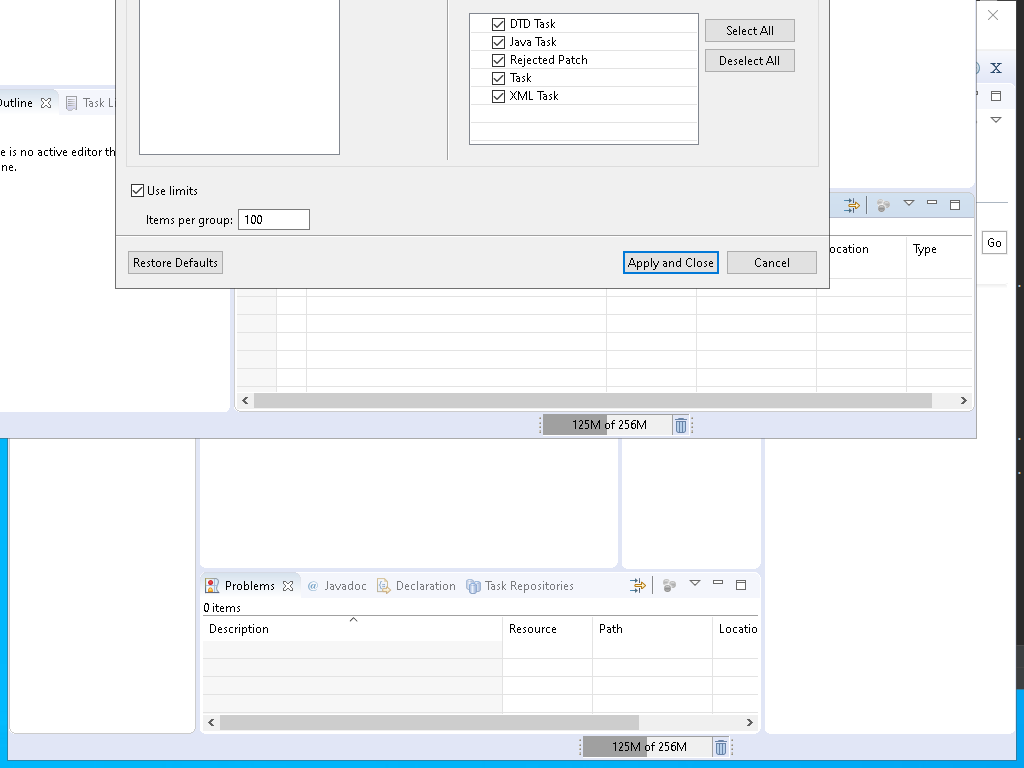 DTD Task
Java Task
Rejected Patch
Task
XML Task
Select All
Deselect All
X
Outline
Task Li
e is no active editor th
ne.
Use limits
Items per group: 100
Restore Defaults
Apply and Close
Cancel
ocation
Type
Go
125M of 256M
Problems
@ Javadoc
Declaration
Task Repositories
0 items
Description
Resource
Path
Locatio
125M of 256M